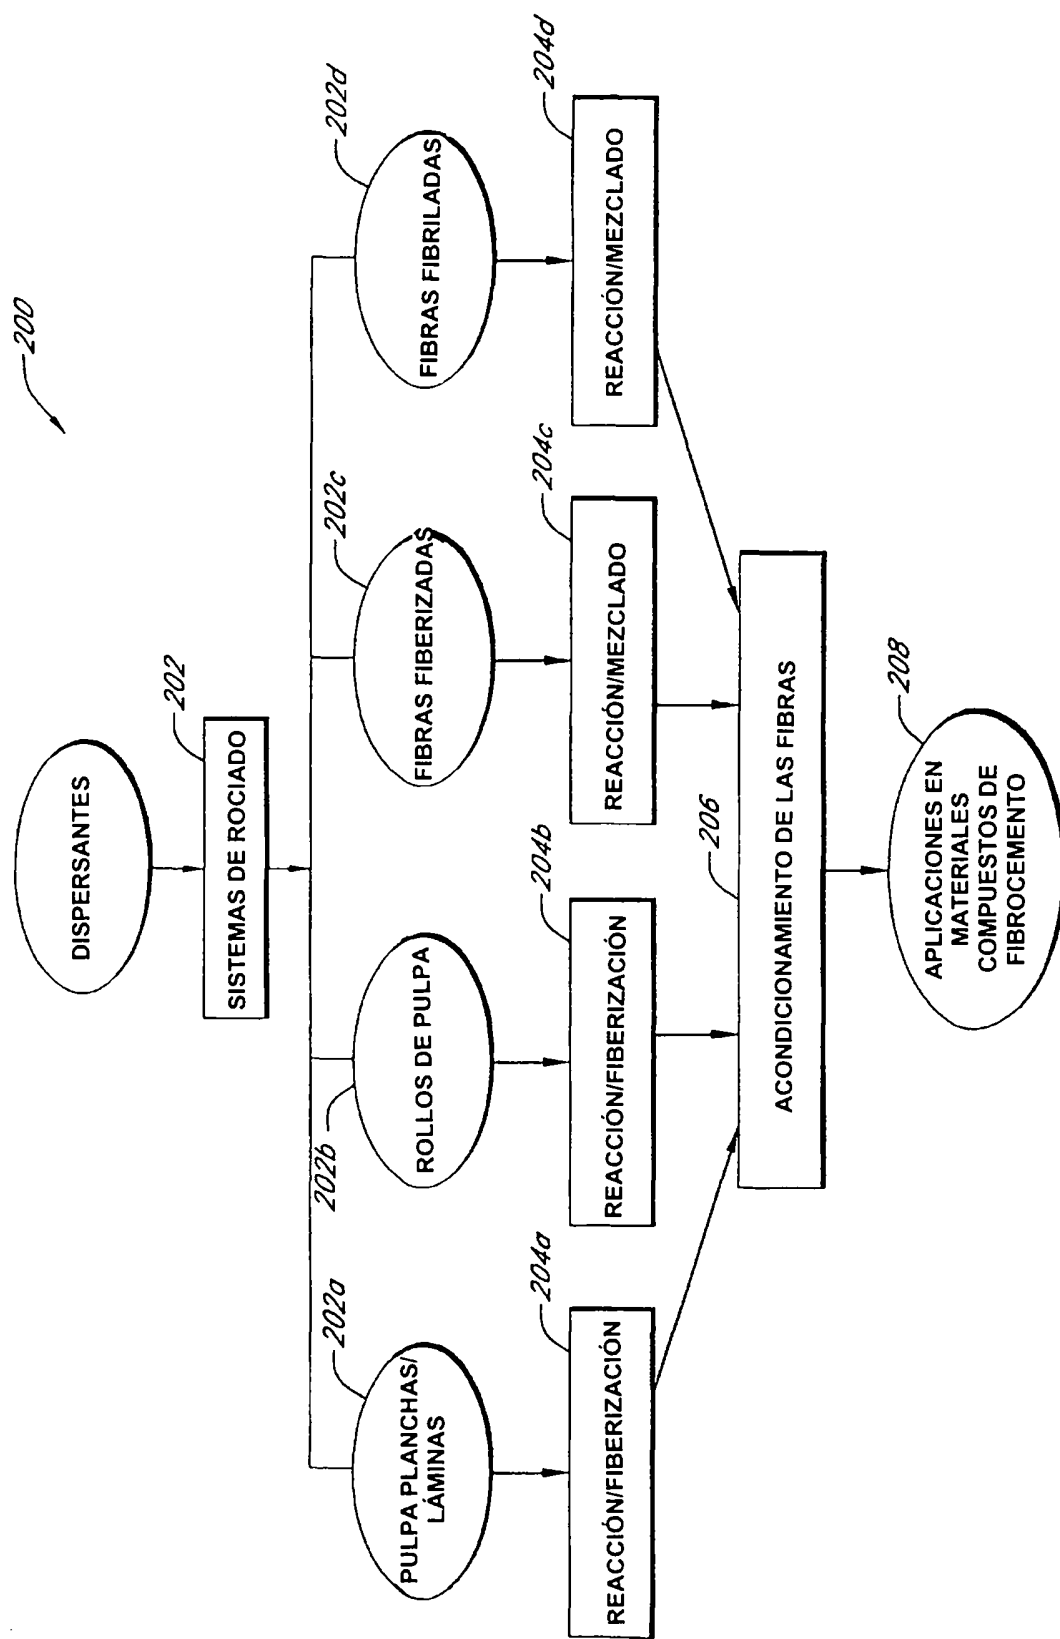 200
DISPERSANTES
202
SISTEMAS DE ROCIADO
202a
PULPA PLANCHAS/
LÁMINAS
202b
ROLLOS DE PULPA
202c
FIBRAS FIBERIZADAS
202d
FIBRAS FIBRILADAS
204a
REACCIÓN/FIBERIZACIÓN
204b
REACCIÓN/FIBERIZACIÓN
204c
REACCIÓN/MEZCLADO
204d
REACCIÓN/MEZCLADO
206
ACONDICIONAMIENTO DE LAS FIBRAS
208
APLICACIONES EN
MATERIALES
COMPUESTOS DE
FIBROCEMENTO